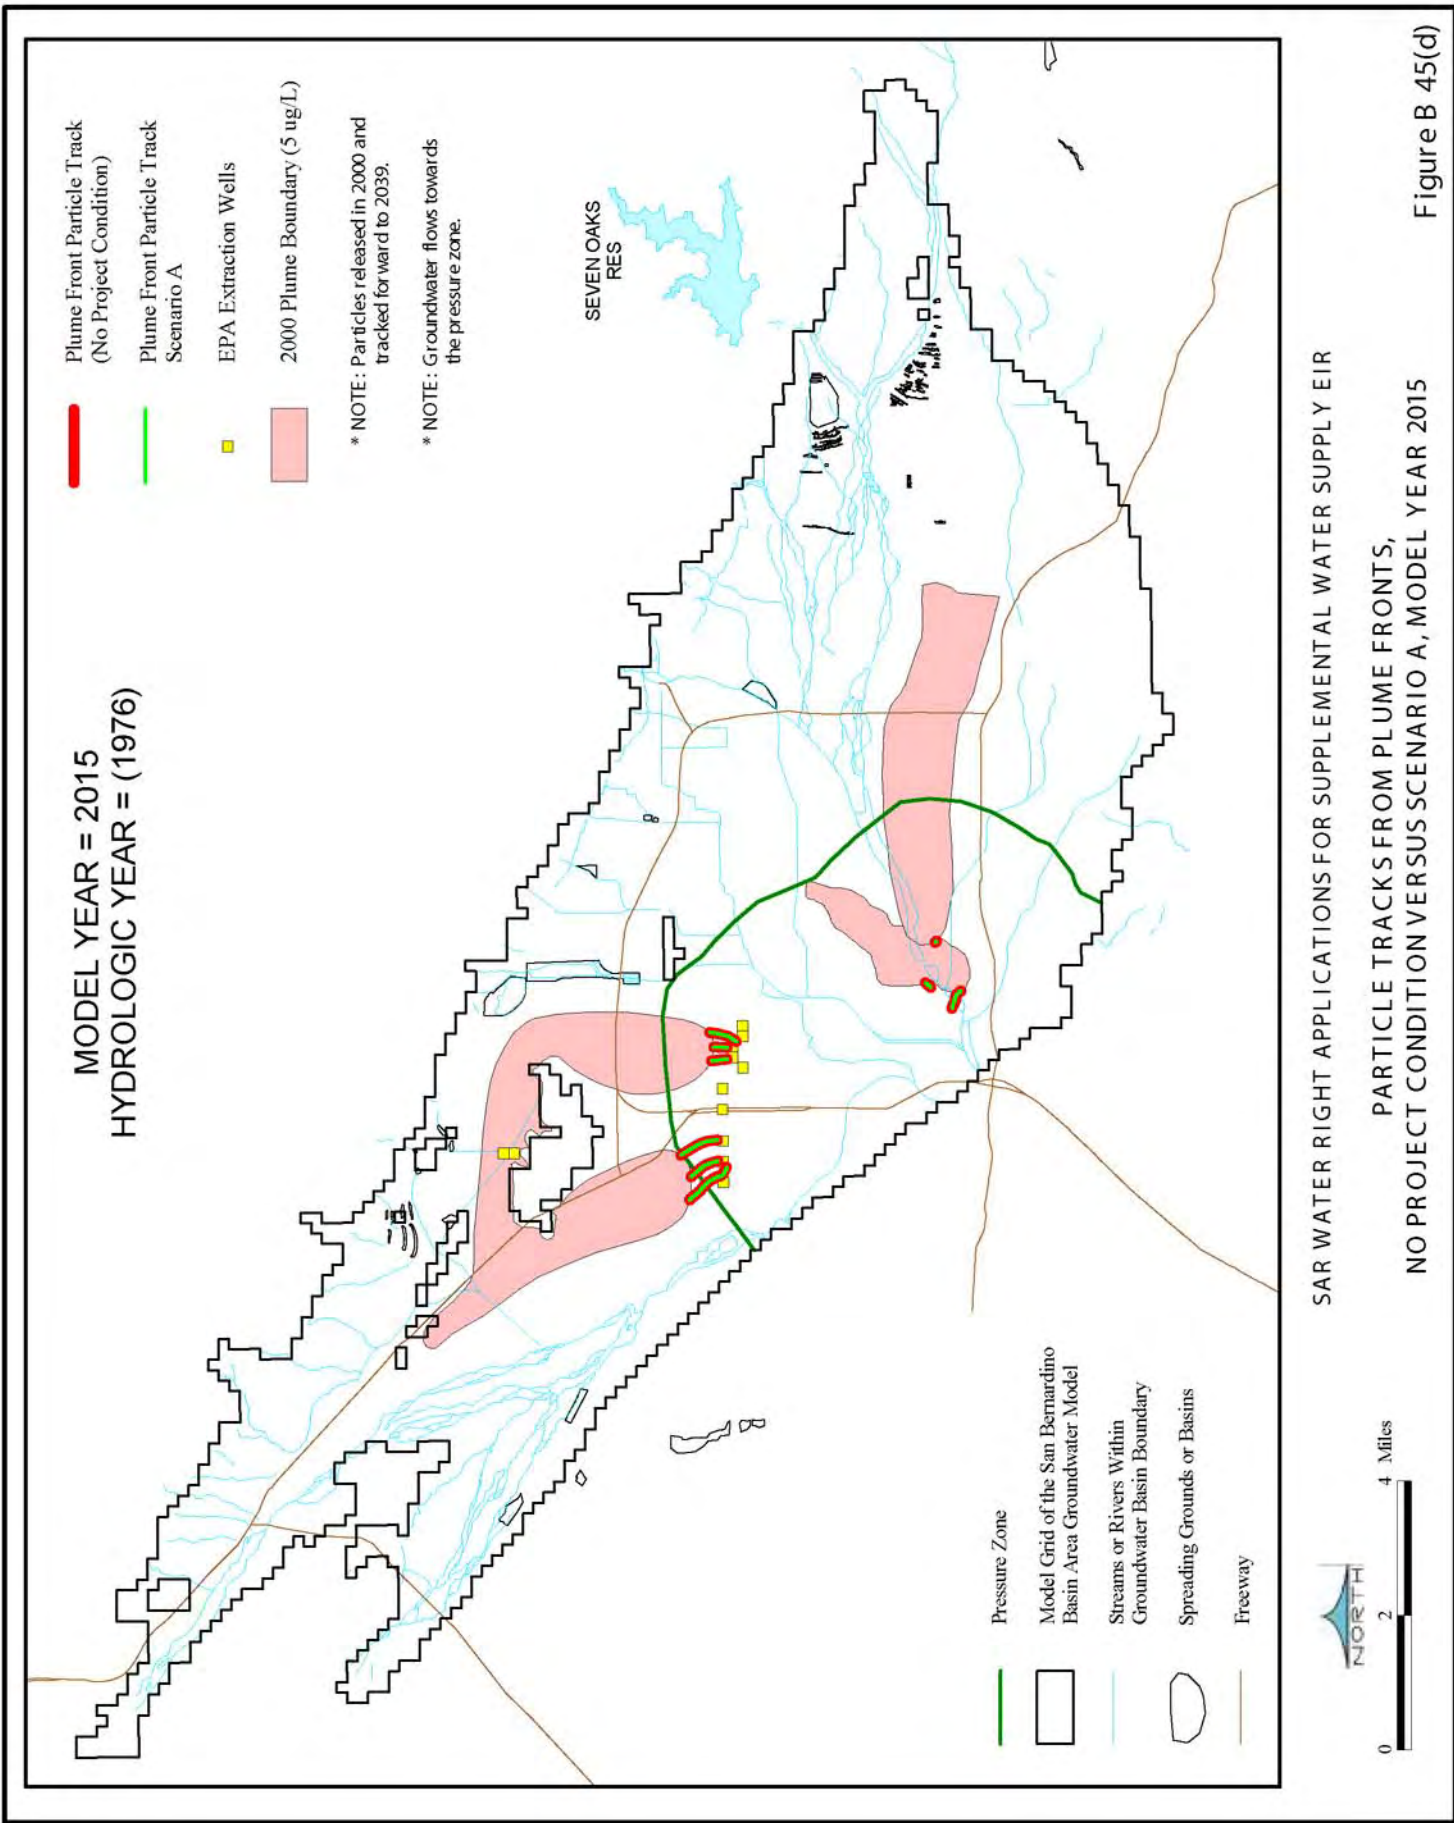 MODEL YEAR = 2015
HYDROLOGIC YEAR = (1976)
Plume Front Particle Track
(No Project Condition)
Plume Front Particle Track
Scenario A
EPA Extraction Wells
2000 Plume Boundary (5 ug/L)
* NOTE: Particles released in 2000 and
tracked forward to 2039.
* NOTE: Groundwater flows towards
the pressure zone.
SEVEN OAKS
RES
Pressure Zone
Model Grid of the San Bernardino
Basin Area Groundwater Model
Streams or Rivers Within
Groundwater Basin Boundary
Spreading Grounds or Basins
Freeway
NORTH
0 2 4 Miles
SAR WATER RIGHT APPLICATIONS FOR SUPPLEMENTAL WATER SUPPLY EIR
PARTICLE TRACKS FROM PLUME FRONTS,
NO PROJECT CONDITION VERSUS SCENARIO A, MODEL YEAR 2015
Figure B 45(d)